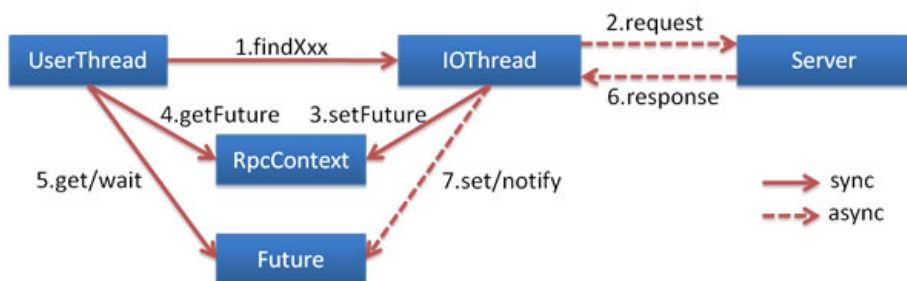 2.request
1.findXxx
UserThread
IOThread
Server
6.response
4.getFuture
3.setFuture
RpcContext
5.get/wait
7.set/notify
sync
async
Future